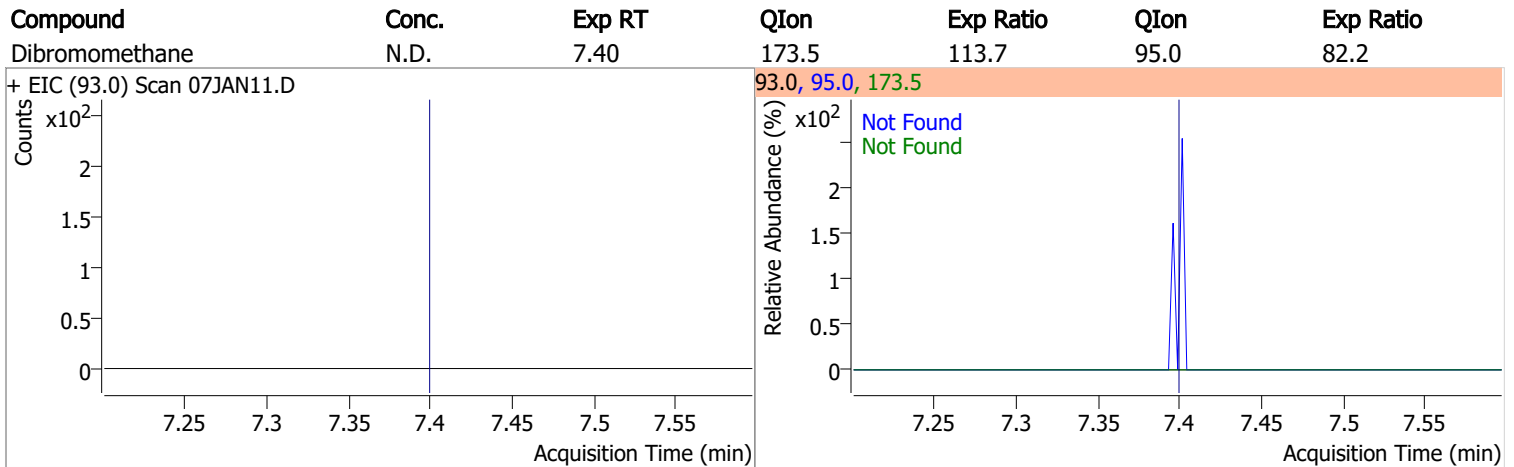 Compound Conc. Exp RT QIon Exp Ratio QIon Exp Ratio
Dibromomethane N.D. 7.40 173.5 113.7 95.0 82.2
+ EIC (93.0) Scan 07JAN11.D
Counts
x10²
2
1.5
1
0.5
0
7.25 7.3 7.35 7.4 7.45 7.5 7.55
Acquisition Time (min)
93.0, 95.0, 173.5
Relative Abundance (%)
x10²
Not Found
Not Found
2
1.5
1
0.5
0
7.25 7.3 7.35 7.4 7.45 7.5 7.55
Acquisition Time (min)